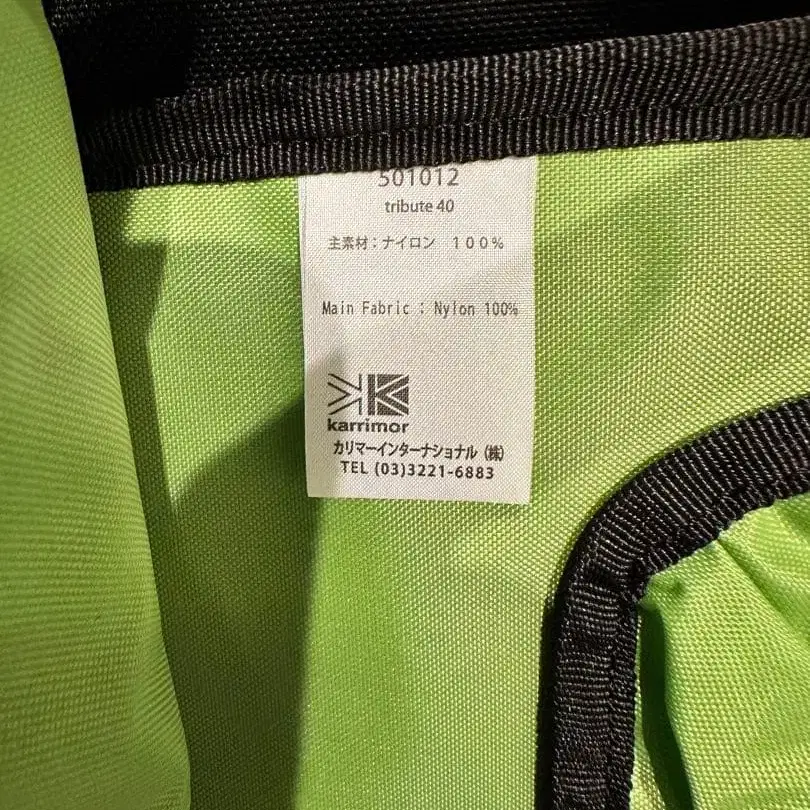 501012
tribute 40
主素材：ナイロン　１００％
Main Fabric : Nylon 100%
karrimor
カリマーインターナショナル（株）
TEL (03)3221-6883